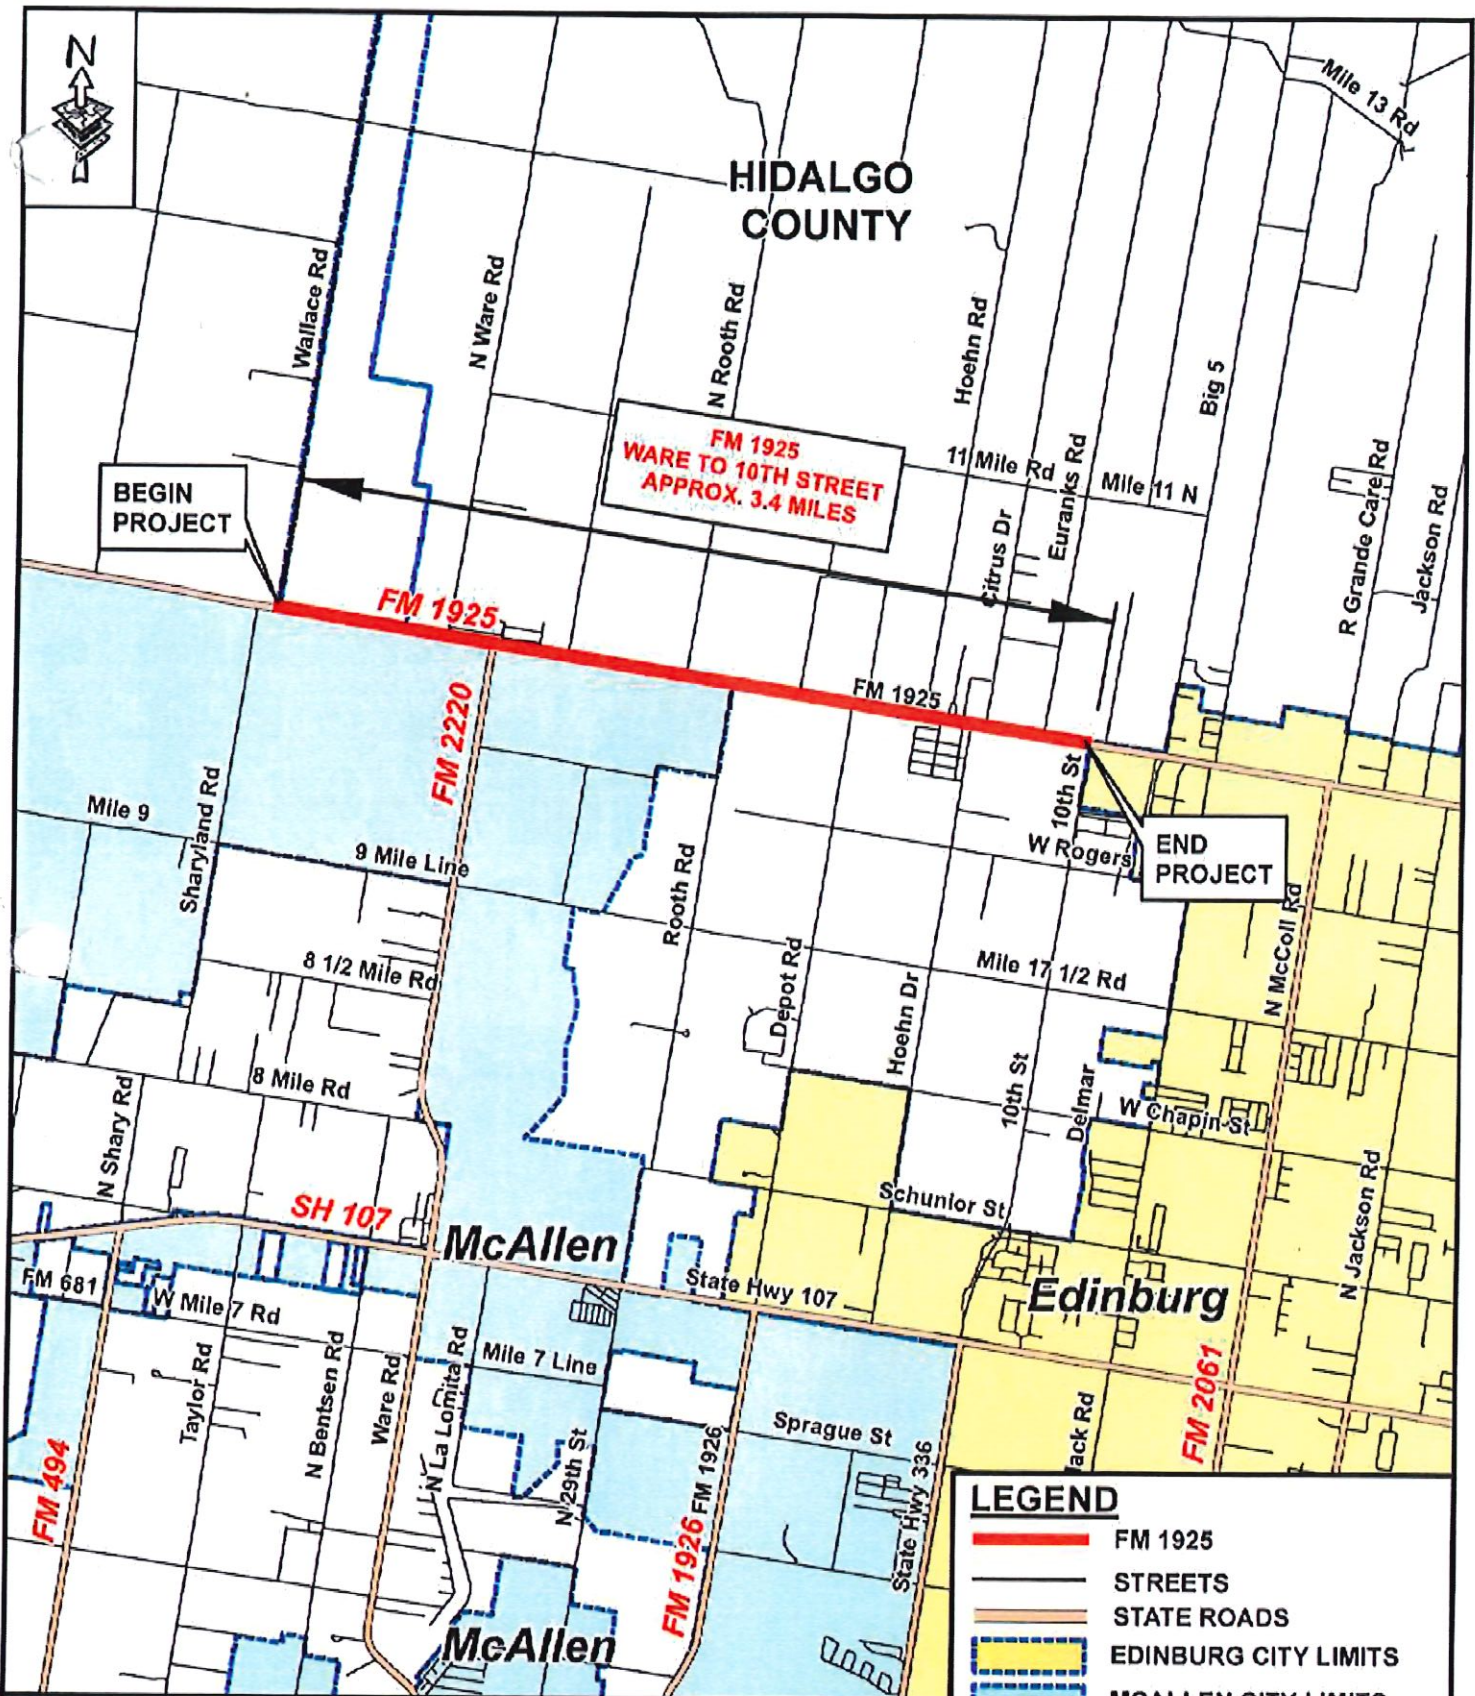 N
HIDALGO
COUNTY
Mile 13 Rd
Wallace Rd
N Ware Rd
N Rooth Rd
Hoehn Rd
Big 5
FM 1925
WARE TO 10TH STREET
APPROX. 3.4 MILES
11 Mile Rd
Mile 11 N
Euranks Rd
Citrus Dr
R Grande Care Rd
Jackson Rd
BEGIN
PROJECT
FM 1925
FM 1925
FM 2220
Sharyland Rd
Mile 9
9 Mile Line
10th St
W Rogers
END
PROJECT
Rooth Rd
8 1/2 Mile Rd
Depot Rd
Hoehn Dr
Mile 17 1/2 Rd
N McColl Rd
8 Mile Rd
N Shary Rd
10th St
Delmar
W Chapin St
SH 107
McAllen
Schunior St
N Jackson Rd
FM 681
W Mile 7 Rd
State Hwy 107
Edinburg
Taylor Rd
N Bentsen Rd
Ware Rd
N La Lomita Rd
Mile 7 Line
Sprague St
FM 2061
FM 494
N 29th St
FM 1926
FM 1926
State Hwy 336
Jack Rd
McAllen
LEGEND
FM 1925
STREETS
STATE ROADS
EDINBURG CITY LIMITS
MCALLEN CITY LIMITS